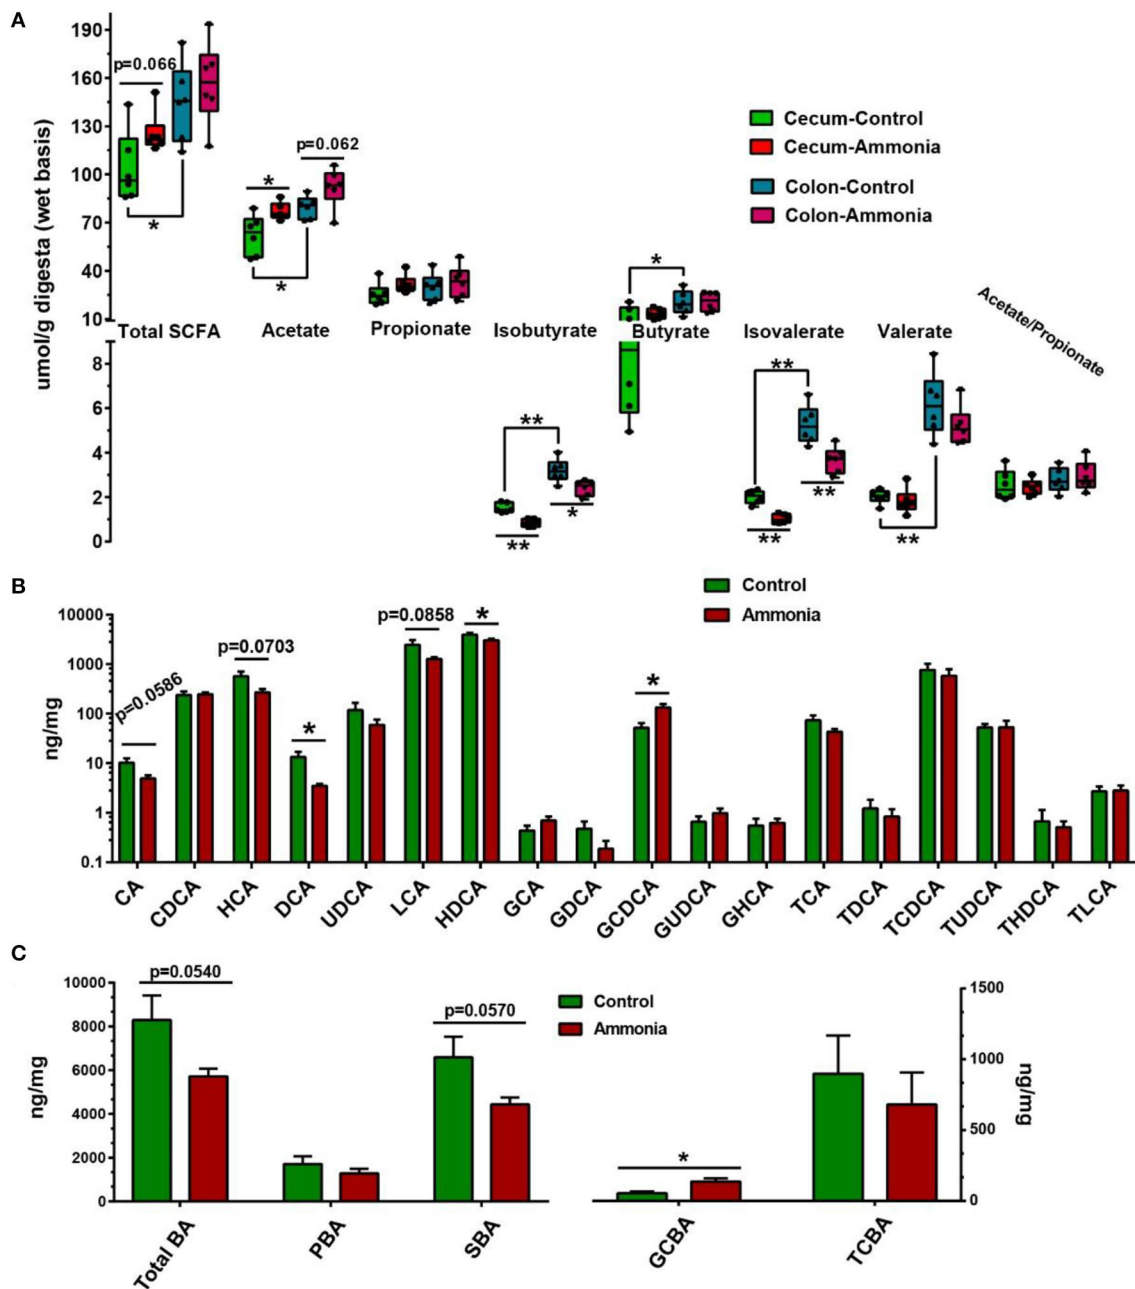 A
umol/g digesta (wet basis)
190
160
130
100
70
40
10
8
6
4
2
0
p=0.066
*
*
p=0.062
*
*
**
**
*
**
**
**
**
Total SCFA
Acetate
Propionate
Isobutyrate
Butyrate
Isovalerate
Valerate
Acetate/Propionate
Cecum-Control
Cecum-Ammonia
Colon-Control
Colon-Ammonia
B
ng/mg
10000
1000
100
10
1
0.1
Control
Ammonia
p=0.0586
p=0.0703
*
p=0.0858
*
*
CA
CDCA
HCA
DCA
UDCA
LCA
HDCA
GCA
GDCA
GCDCA
GUDCA
GHCA
TCA
TDCA
TCDCA
TUDCA
THDCA
TLCA
C
ng/mg
10000
8000
6000
4000
2000
0
p=0.0540
p=0.0570
*
Control
Ammonia
1500
1000
500
0
ng/mg
Total BA
PBA
SBA
GCBA
TCBA